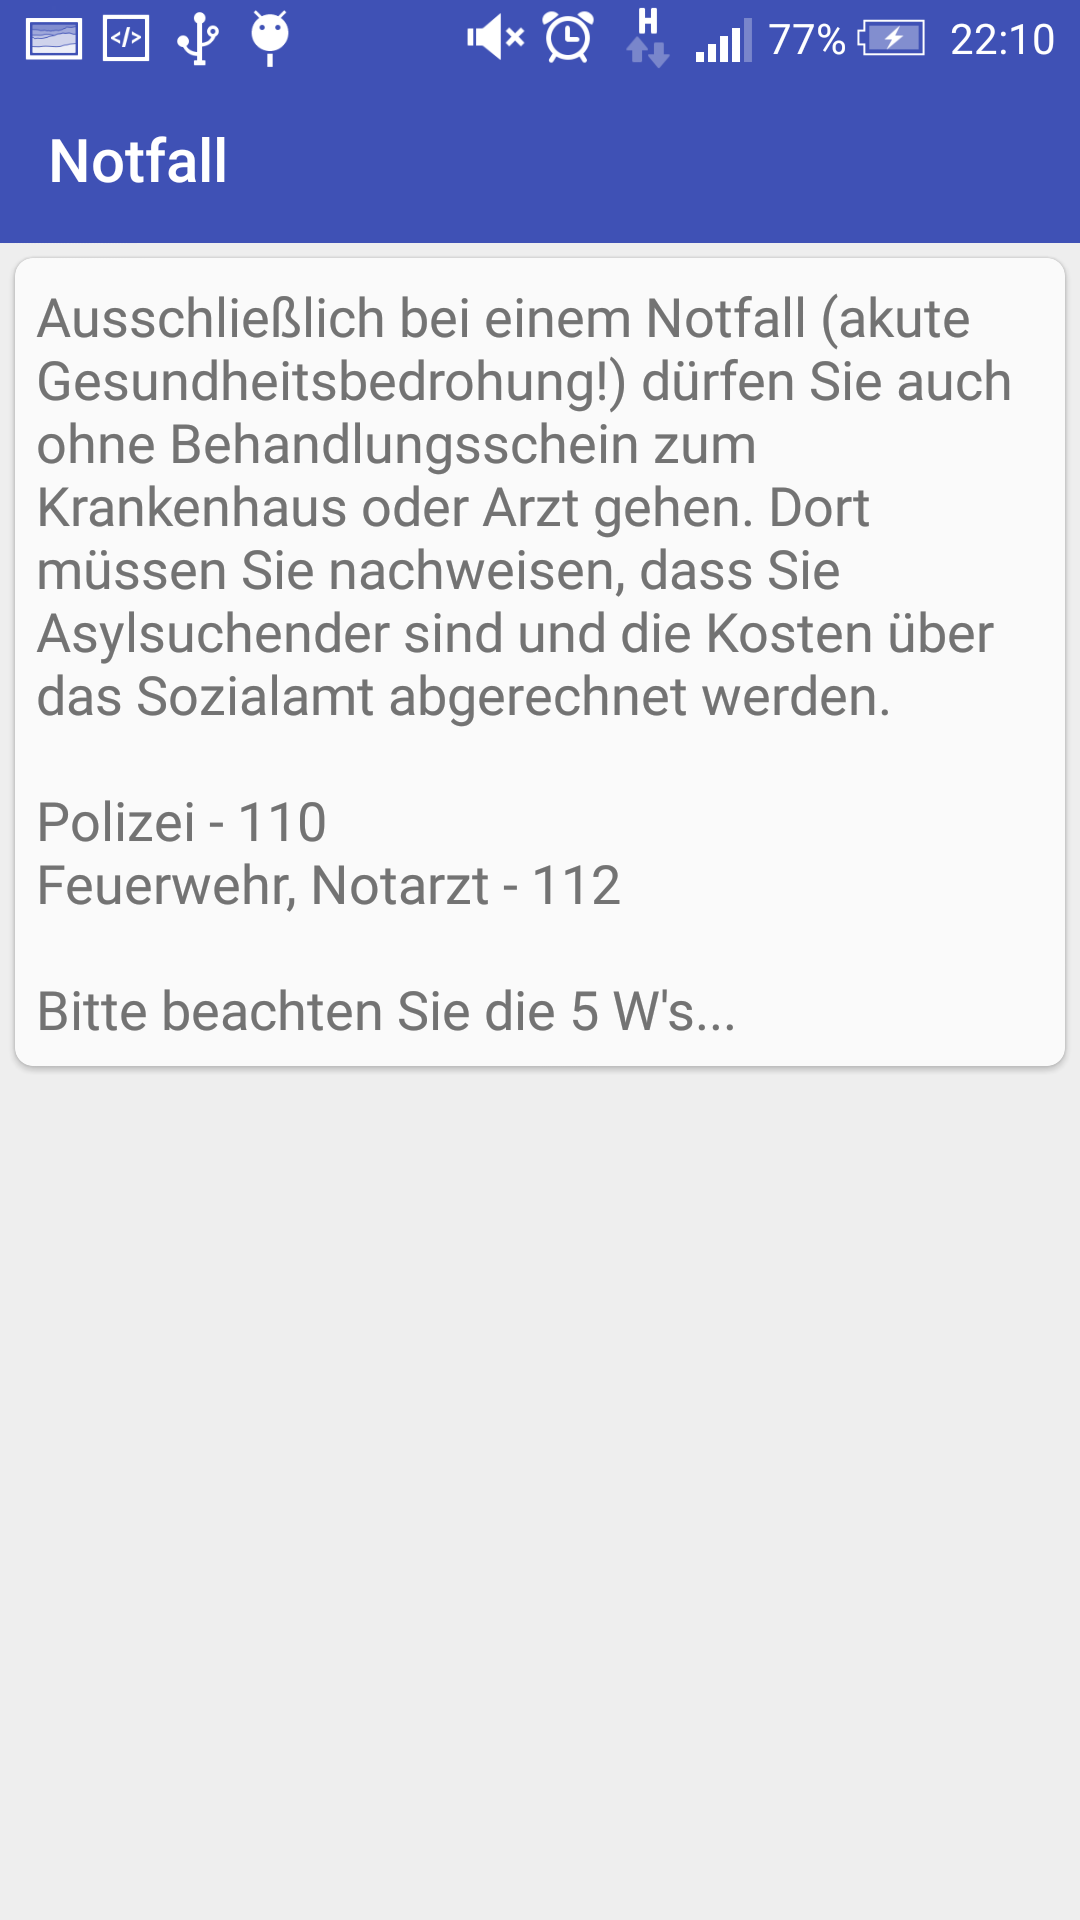 77% 22:10
Notfall
Ausschließlich bei einem Notfall (akute
Gesundheitsbedrohung!) dürfen Sie auch
ohne Behandlungsschein zum
Krankenhaus oder Arzt gehen. Dort
müssen Sie nachweisen, dass Sie
Asylsuchender sind und die Kosten über
das Sozialamt abgerechnet werden.
Polizei - 110
Feuerwehr, Notarzt - 112
Bitte beachten Sie die 5 W's...